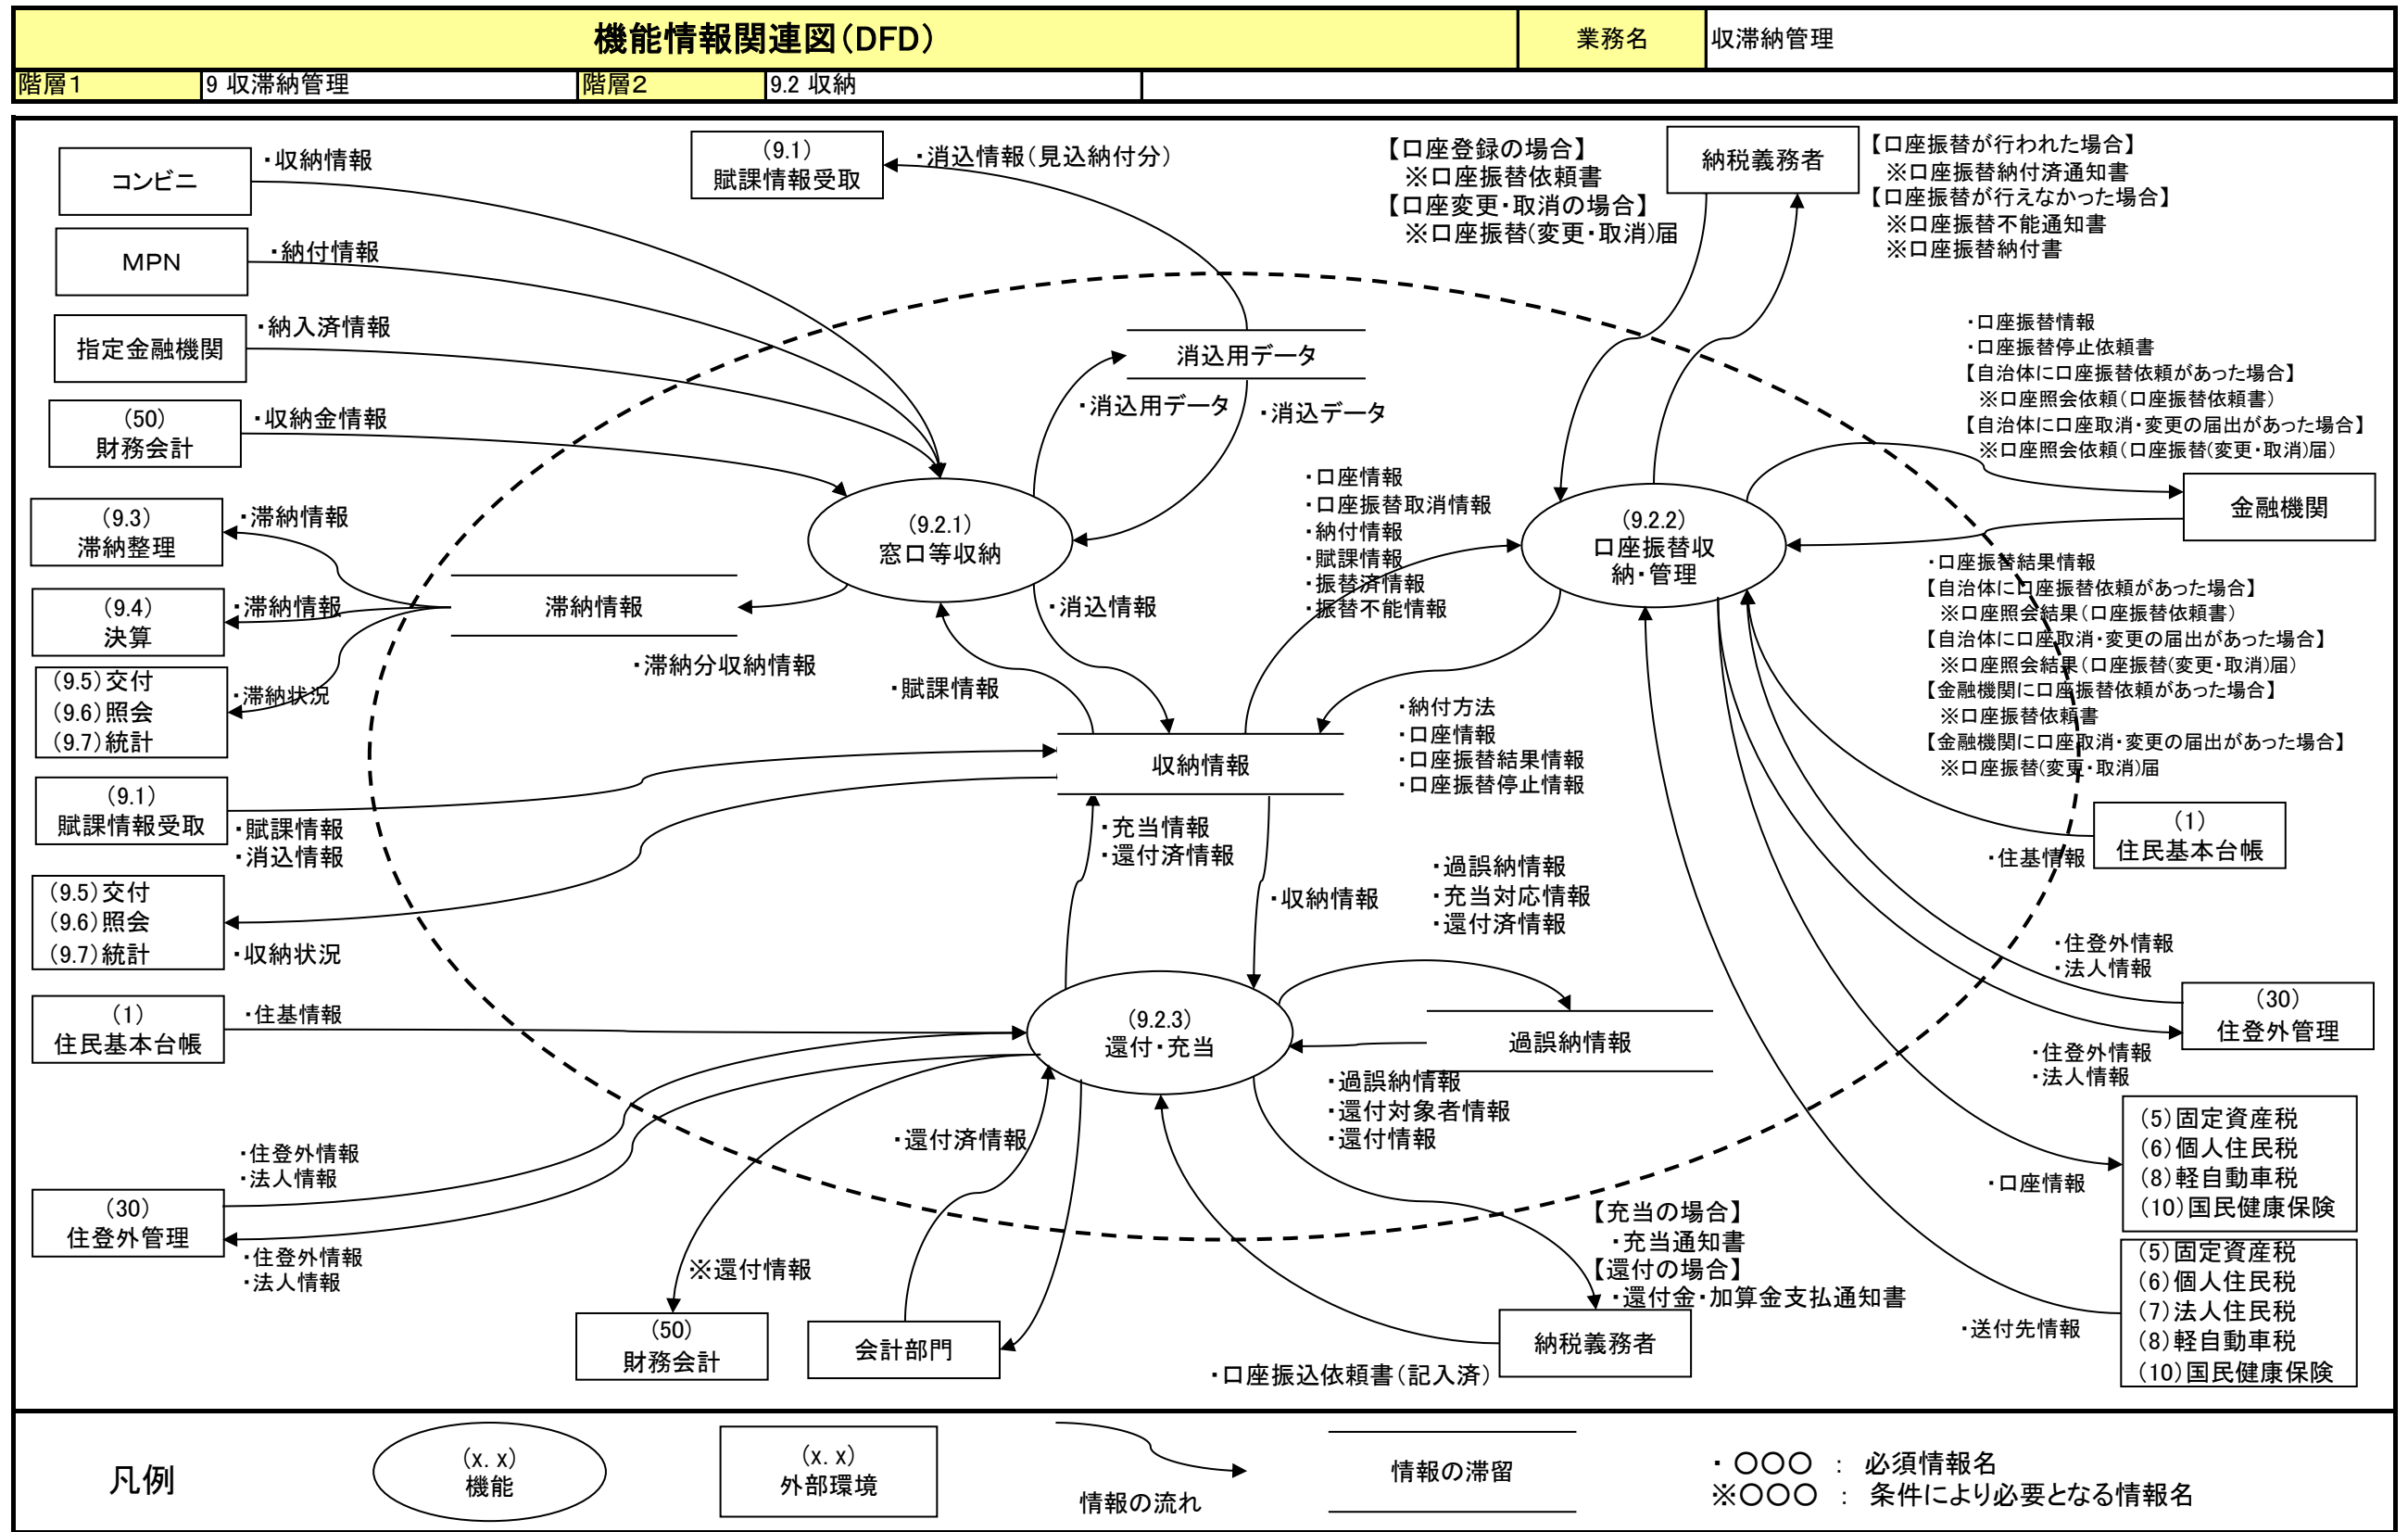 機能情報関連図(DFD)
業務名
収滞納管理
階層1
9 収滞納管理
階層2
9.2 収納
コンビニ
・収納情報
MPN
・納付情報
指定金融機関
・納入済情報
(50)
財務会計
・収納金情報
(9.3)
滞納整理
・滞納情報
(9.4)
決算
・滞納情報
(9.5)交付
(9.6)照会
(9.7)統計
・滞納状況
(9.1)
賦課情報受取
・賦課情報
・消込情報
(9.5)交付
(9.6)照会
(9.7)統計
・収納状況
(1)
住民基本台帳
・住基情報
・住登外情報
・法人情報
(30)
住登外管理
・住登外情報
・法人情報
(9.1)
賦課情報受取
・消込情報(見込納付分)
消込用データ
・消込用データ
・消込データ
(9.2.1)
窓口等収納
滞納情報
・滞納分収納情報
・消込情報
・賦課情報
収納情報
・充当情報
・還付済情報
・収納情報
(9.2.3)
還付・充当
・過誤納情報
・充当対応情報
・還付済情報
過誤納情報
・過誤納情報
・還付対象者情報
・還付情報
・還付済情報
※還付情報
(50)
財務会計
会計部門
【充当の場合】
・充当通知書
【還付の場合】
・還付金・加算金支払通知書
納税義務者
・口座振込依頼書(記入済)
【口座登録の場合】
※口座振替依頼書
【口座変更・取消の場合】
※口座振替(変更・取消)届
納税義務者
【口座振替が行われた場合】
※口座振替納付済通知書
【口座振替が行えなかった場合】
※口座振替不能通知書
※口座振替納付書
・口座振替情報
・口座振替停止依頼書
【自治体に口座振替依頼があった場合】
※口座照会依頼(口座振替依頼書)
【自治体に口座取消・変更の届出があった場合】
※口座照会依頼(口座振替(変更・取消)届)
金融機関
・口座情報
・口座振替取消情報
・納付情報
・賦課情報
・振替済情報
・振替不能情報
(9.2.2)
口座振替収
納・管理
・口座振替結果情報
【自治体に口座振替依頼があった場合】
※口座照会結果(口座振替依頼書)
【自治体に口座取消・変更の届出があった場合】
※口座照会結果(口座振替(変更・取消)届)
【金融機関に口座振替依頼があった場合】
※口座振替依頼書
【金融機関に口座取消・変更の届出があった場合】
※口座振替(変更・取消)届
・納付方法
・口座情報
・口座振替結果情報
・口座振替停止情報
(1)
住民基本台帳
・住基情報
・住登外情報
・法人情報
(30)
住登外管理
・住登外情報
・法人情報
(5)固定資産税
(6)個人住民税
(8)軽自動車税
(10)国民健康保険
・口座情報
(5)固定資産税
(6)個人住民税
(7)法人住民税
(8)軽自動車税
(10)国民健康保険
・送付先情報
凡例
(x.x)
機能
(x.x)
外部環境
情報の流れ
情報の滞留
・ ○○○ : 必須情報名
※○○○ : 条件により必要となる情報名